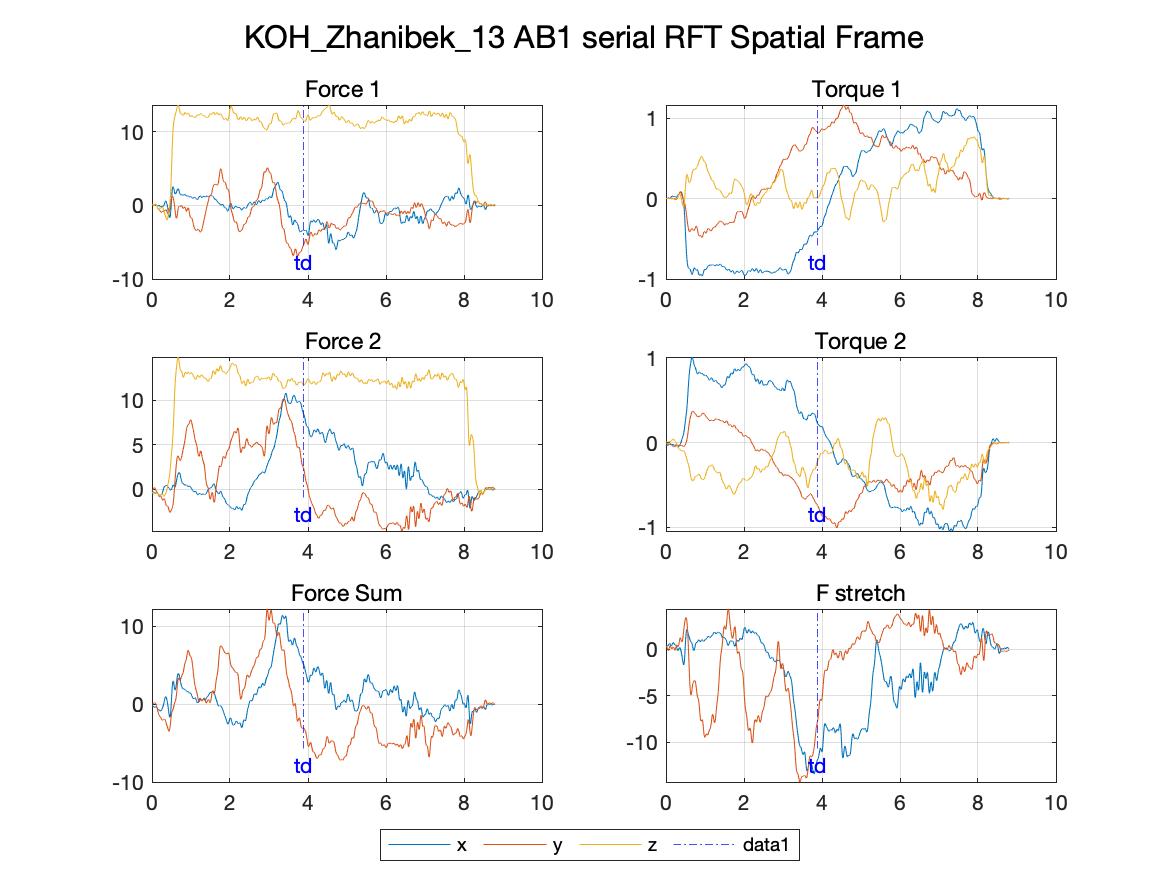 KOH_Zhanibek_13 AB1 serial RFT Spatial Frame
Force 1
Torque 1
10
0
-10
td
0 2 4 6 8 10
1
0
-1
td
0 2 4 6 8 10
Force 2
Torque 2
10
5
0
td
0 2 4 6 8 10
1
0
-1
td
0 2 4 6 8 10
Force Sum
F stretch
10
0
-10
td
0 2 4 6 8 10
0
-5
-10
td
0 2 4 6 8 10
x y z data1